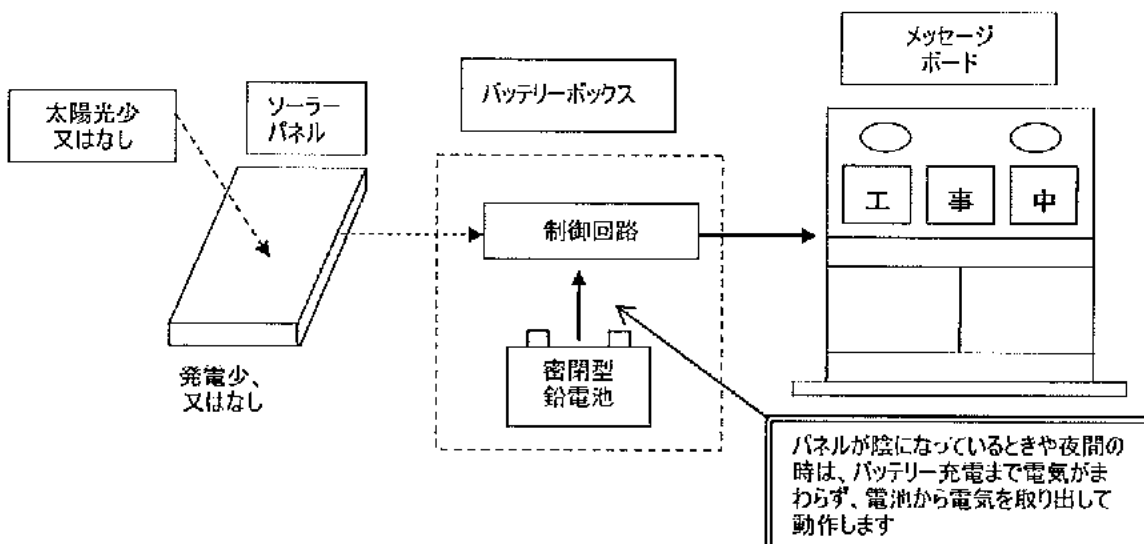 メッセージ
ボード
バッテリーボックス
ソーラー
パネル
太陽光少
又はなし
工 事 中
制御回路
密閉型
鉛電池
発電少、
又はなし
パネルが陰になっているときや夜間の
時は、バッテリー充電まで電気がま
わらず、電池から電気を取り出して
動作します